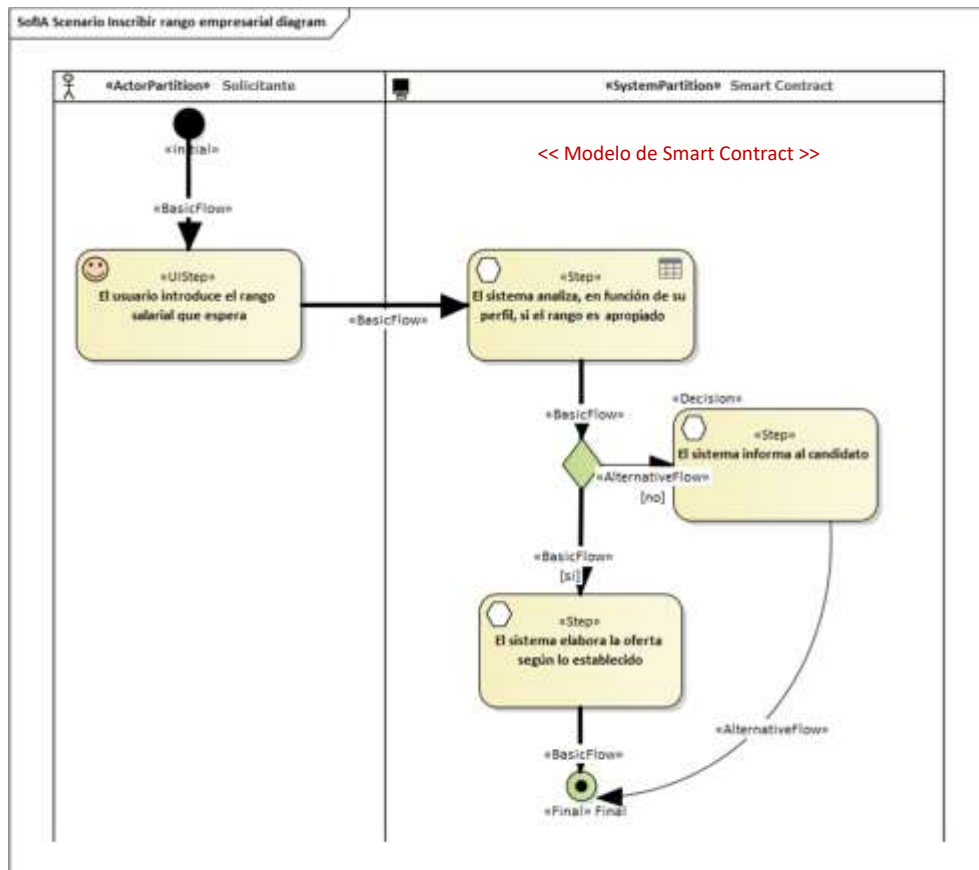 SofIA Scenario Inscribir rango empresarial diagram
«ActorPartition» Solicitante
«SystemPartition» Smart Contract
«Initial»
<< Modelo de Smart Contract >>
«BasicFlow»
«UIStep»
El usuario introduce el rango
salarial que espera
«BasicFlow»
«Step»
El sistema analiza, en función de su
perfil, si el rango es apropiado
«BasicFlow»
«Decision»
«Step»
El sistema informa al candidato
«AlternativeFlow»
[no]
«BasicFlow»
[si]
«Step»
El sistema elabora la oferta
según lo establecido
«AlternativeFlow»
«BasicFlow»
«Final» Final